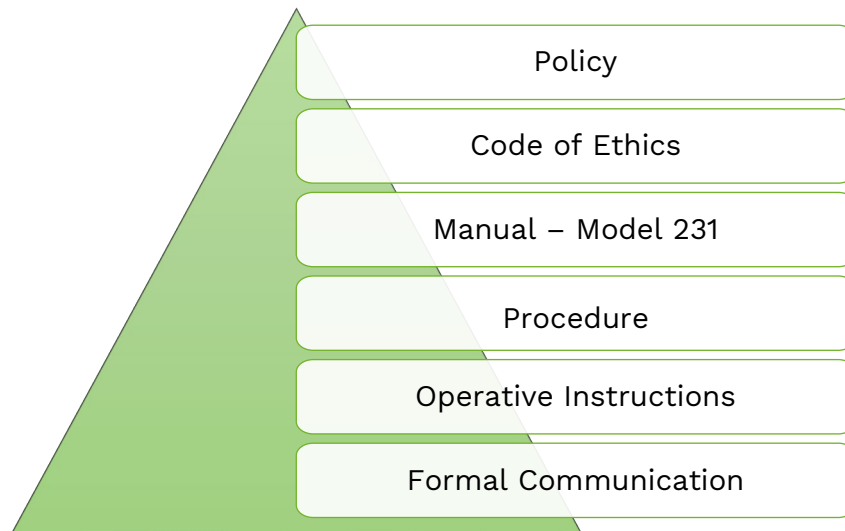 Policy
Code of Ethics
Manual – Model 231
Procedure
Operative Instructions
Formal Communication